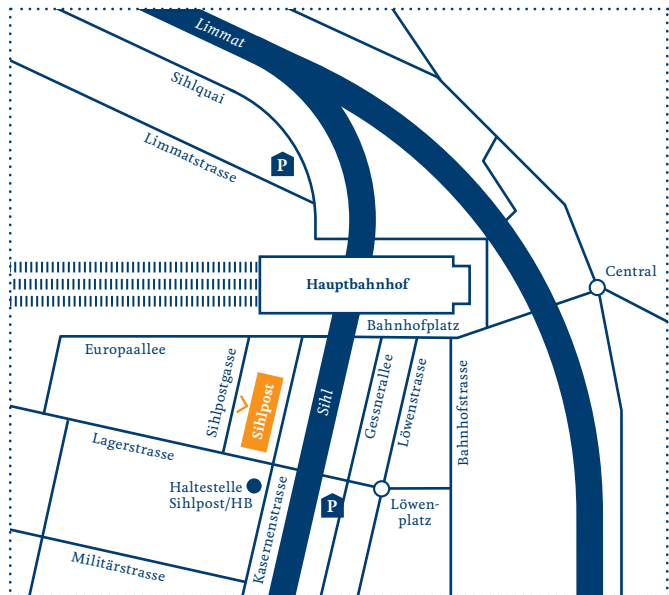 Limmat
Sihlquai
Limmatstrasse
P
Central
Hauptbahnhof
Bahnhofplatz
Europaallee
Sihlpostgasse
Sihlpost
Sihl
Gessnerallee
Löwenstrasse
Bahnhofstrasse
Lagerstrasse
Haltestelle
Sihlpost/HB
Kasernenstrasse
P
Löwen-
platz
Militärstrasse